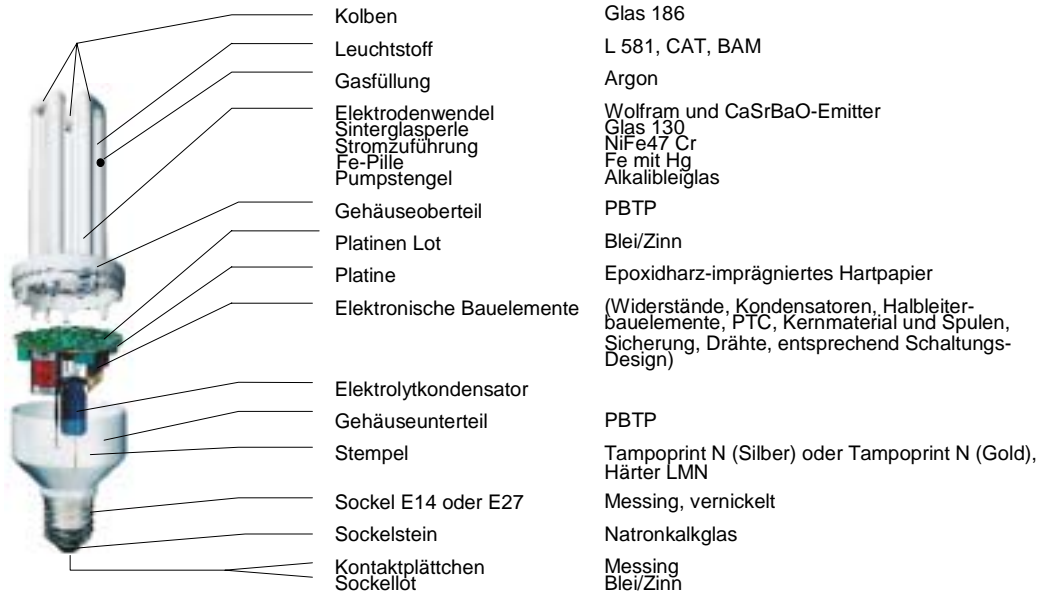 Kolben Glas 186
Leuchtstoff L 581, CAT, BAM
Gasfüllung Argon
Elektrodenwendel Wolfram und CaSrBaO-Emitter
Sinterglasperle Glas 130
Stromzuführung NiFe47 Cr
Fe-Pille Fe mit Hg
Pumpstengel Alkalibleiglas
Gehäuseoberteil PBTP
Platinen Lot Blei/Zinn
Platine Epoxidharz-imprägniertes Hartpapier
Elektronische Bauelemente (Widerstände, Kondensatoren, Halbleiter-
bauelemente, PTC, Kernmaterial und Spulen,
Sicherung, Drähte, entsprechend Schaltungs-
Design)
Elektrolytkondensator
Gehäuseunterteil PBTP
Stempel Tampoprint N (Silber) oder Tampoprint N (Gold),
Härter LMN
Sockel E14 oder E27 Messing, vernickelt
Sockelstein Natronkalkglas
Kontaktplättchen Messing
Sockellot Blei/Zinn